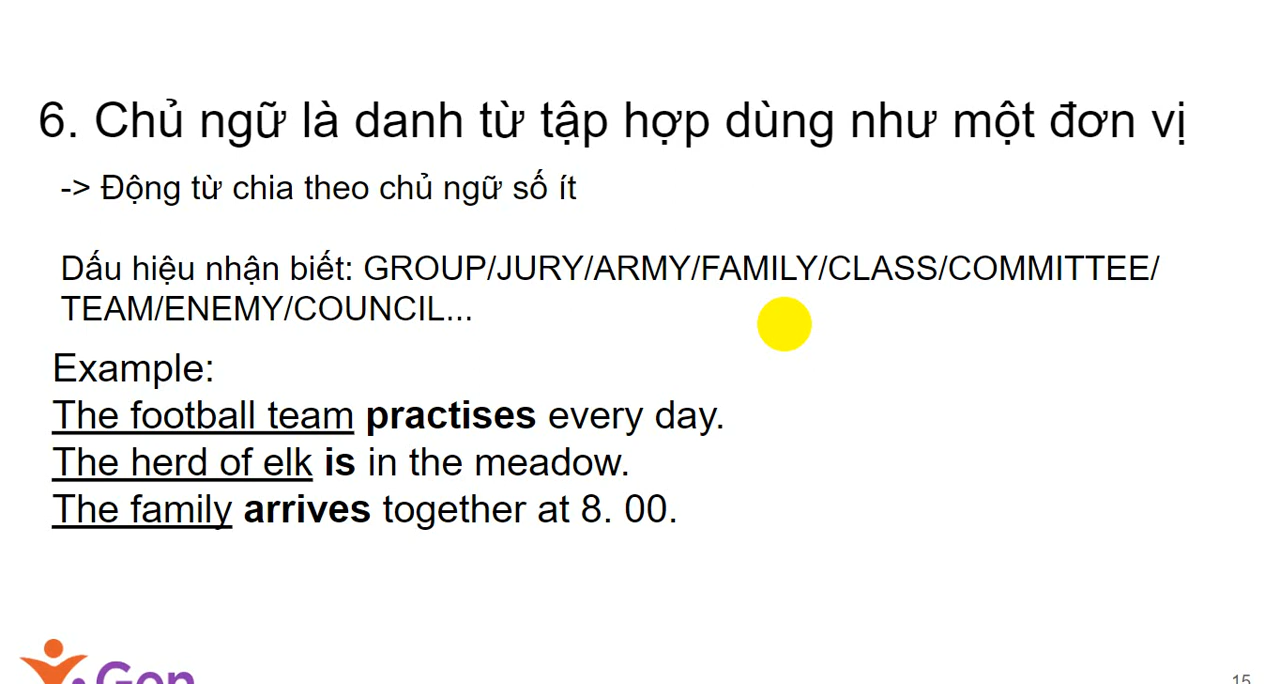 6. Chủ ngữ là danh từ tập hợp dùng như một đơn vị
-> Động từ chia theo chủ ngữ số ít
Dấu hiệu nhận biết: GROUP/JURY/ARMY/FAMILY/CLASS/COMMITTEE/
TEAM/ENEMY/COUNCIL...
Example:
The football team practises every day.
The herd of elk is in the meadow.
The family arrives together at 8. 00.
Gen
15